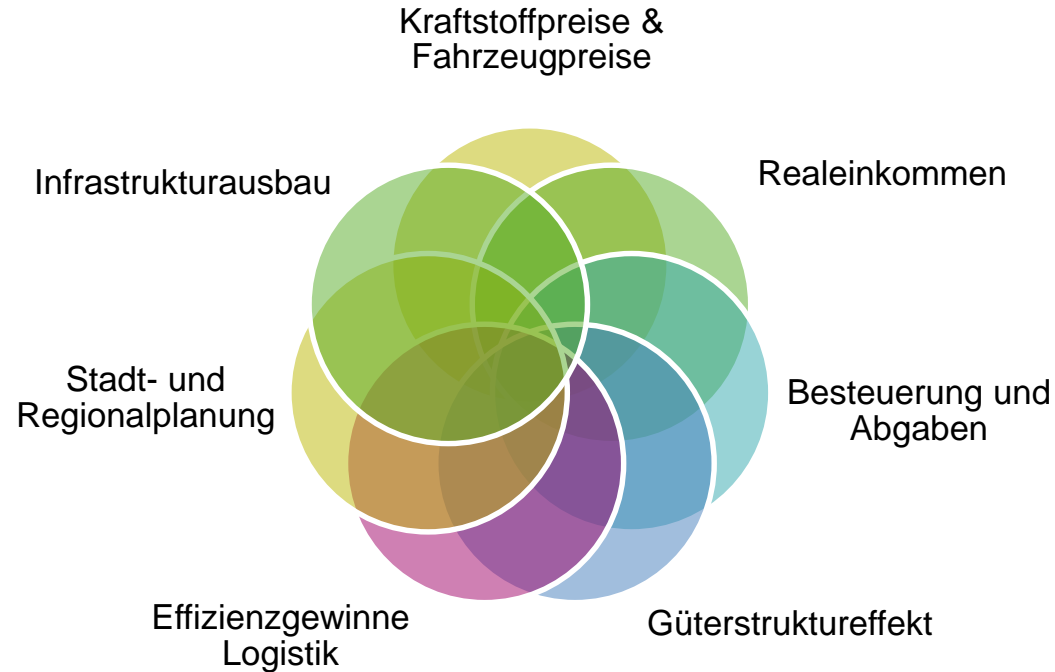 Kraftstoffpreise &
Fahrzeugpreise
Realeinkommen
Besteuerung und
Abgaben
Güterstruktureffekt
Effizienzgewinne
Logistik
Stadt- und
Regionalplanung
Infrastrukturausbau